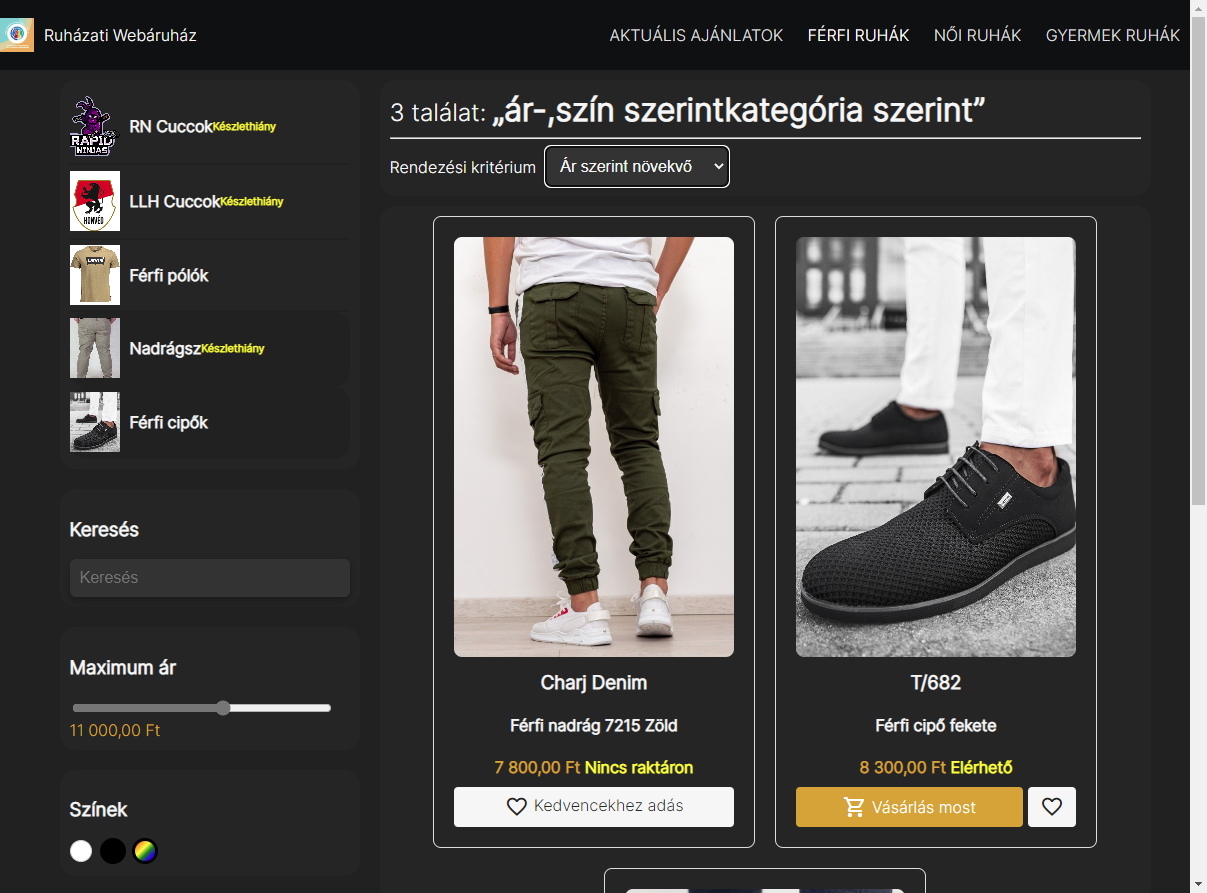 Ruházati Webáruház
AKTUÁLIS AJÁNLATOK FÉRFI RUHÁK NŐI RUHÁK GYERMEK RUHÁK
RAPID
NINJAS
RN CuccokKészlethiány
HONVÉD
LLH CuccokKészlethiány
Férfi pólók
NadrágszKészlethiány
Férfi cipők
Keresés
Keresés
Maximum ár
11 000,00 Ft
Színek
3 találat: „ár-,szín szerintkategória szerint”
Rendezési kritérium Ár szerint növekvő
Charj Denim
Férfi nadrág 7215 Zöld
7 800,00 Ft Nincs raktáron
Kedvencekhez adás
T/682
Férfi cipő fekete
8 300,00 Ft Elérhető
Vásárlás most